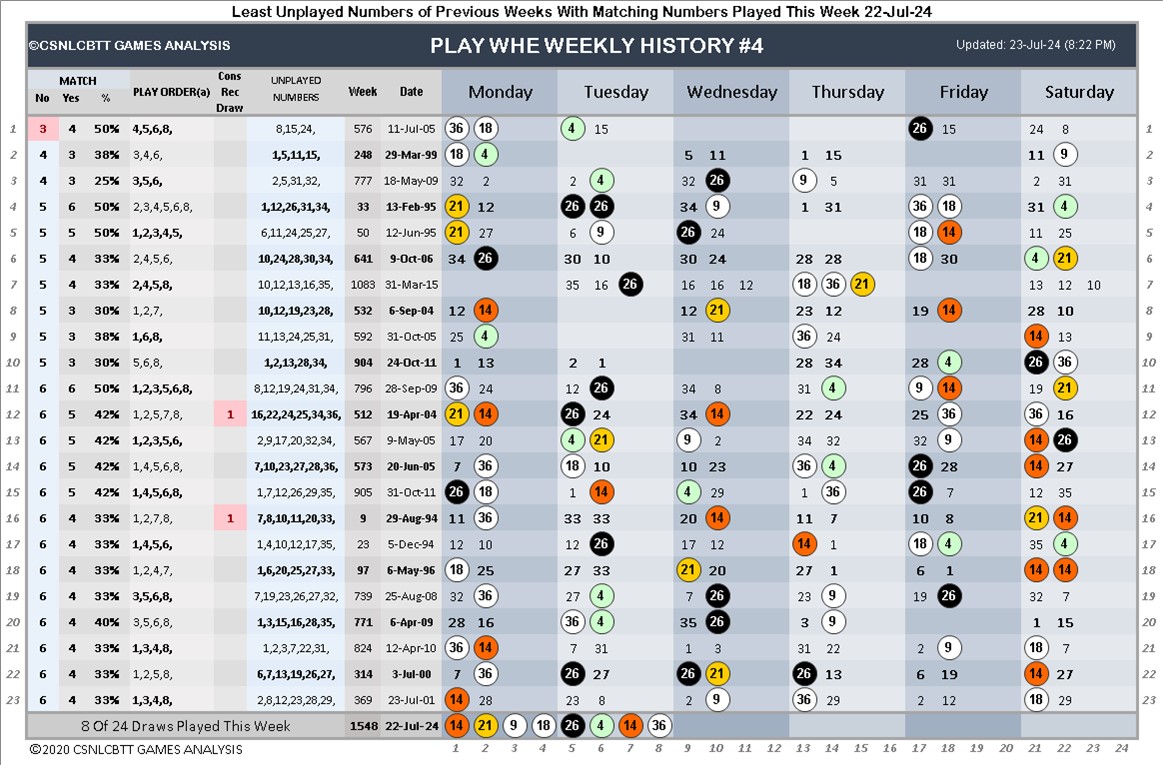 Least Unplayed Numbers of Previous Weeks With Matching Numbers Played This Week 22-Jul-24
©CSNLCBTT GAMES ANALYSIS PLAY WHE WEEKLY HISTORY #4 Updated: 23-Jul-24 (8:22 PM)
MATCH Cons UNPLAYED
No Yes % PLAY ORDER(a) Rec Draw NUMBERS Week Date Monday Tuesday Wednesday Thursday Friday Saturday
1 3 4 50% 4,5,6,8, 8,15,24, 576 11-Jul-05 36 18 4 15 26 15 24 8 1
2 4 3 38% 3,4,6, 1,5,11,15, 248 29-Mar-99 18 4 5 11 1 15 11 9 2
3 4 3 25% 3,5,6, 2,5,31,32, 777 18-May-09 32 2 2 4 32 26 9 5 31 31 2 31 3
4 5 6 50% 2,3,4,5,6,8, 1,12,26,31,34, 33 13-Feb-95 21 12 26 26 34 9 1 31 36 18 31 4 4
5 5 5 50% 1,2,3,4,5, 6,11,24,25,27, 50 12-Jun-95 21 27 6 9 26 24 18 14 11 25 5
6 5 4 33% 2,4,5,6, 10,24,28,30,34, 641 9-Oct-06 34 26 30 10 30 24 28 28 18 30 4 21 6
7 5 4 33% 2,4,5,8, 10,12,13,16,35, 1083 31-Mar-15 35 16 26 16 16 12 18 36 21 13 12 10 7
8 5 3 30% 1,2,7, 10,12,19,23,28, 532 6-Sep-04 12 14 12 21 23 12 19 14 28 10 8
9 5 3 38% 1,6,8, 11,13,24,25,31, 592 31-Oct-05 25 4 31 11 36 24 14 13 9
10 5 3 30% 5,6,8, 1,2,13,28,34, 904 24-Oct-11 1 13 2 1 28 34 28 4 26 36 10
11 6 6 50% 1,2,3,5,6,8, 8,12,19,24,31,34, 796 28-Sep-09 36 24 12 26 34 8 31 4 9 14 19 21 11
12 6 5 42% 1,2,5,7,8, 1 16,22,24,25,34,36, 512 19-Apr-04 21 14 26 24 34 14 22 24 25 36 36 16 12
13 6 5 42% 1,2,3,5,6, 2,9,17,20,32,34, 567 9-May-05 17 20 4 21 9 2 34 32 32 9 14 26 13
14 6 5 42% 1,4,5,6,8, 7,10,23,27,28,36, 573 20-Jun-05 7 36 18 10 10 23 36 4 26 28 14 27 14
15 6 5 42% 1,4,5,6,8, 1,7,12,26,29,35, 905 31-Oct-11 26 18 1 14 4 29 1 36 26 7 12 35 15
16 6 4 33% 1,2,7,8, 1 7,8,10,11,20,33, 9 29-Aug-94 11 36 33 33 20 14 11 7 10 8 21 14 16
17 6 4 33% 1,4,5,6, 1,4,10,12,17,35, 23 5-Dec-94 12 10 12 26 17 12 14 1 18 4 35 4 17
18 6 4 33% 1,2,4,7, 1,6,20,25,27,33, 97 6-May-96 18 25 27 33 21 20 27 1 6 1 14 14 18
19 6 4 33% 3,5,6,8, 7,19,23,26,27,32, 739 25-Aug-08 32 36 27 4 7 26 23 9 19 26 32 7 19
20 6 4 40% 3,5,6,8, 1,3,15,16,28,35, 771 6-Apr-09 28 16 36 4 35 26 3 9 1 15 20
21 6 4 33% 1,3,4,8, 1,2,3,7,22,31, 824 12-Apr-10 36 14 7 31 1 3 31 22 2 9 18 7 21
22 6 4 33% 1,2,5,8, 6,7,13,19,26,27, 314 3-Jul-00 7 36 26 27 26 21 26 13 6 19 14 27 22
23 6 4 33% 1,3,4,8, 2,8,12,23,28,29, 369 23-Jul-01 14 28 23 8 2 9 36 29 2 12 18 29 23
8 Of 24 Draws Played This Week 1548 22-Jul-24 14 21 9 18 26 4 14 36
©2020 CSNLCBTT GAMES ANALYSIS 1 2 3 4 5 6 7 8 9 10 11 12 13 14 15 16 17 18 19 20 21 22 23 24